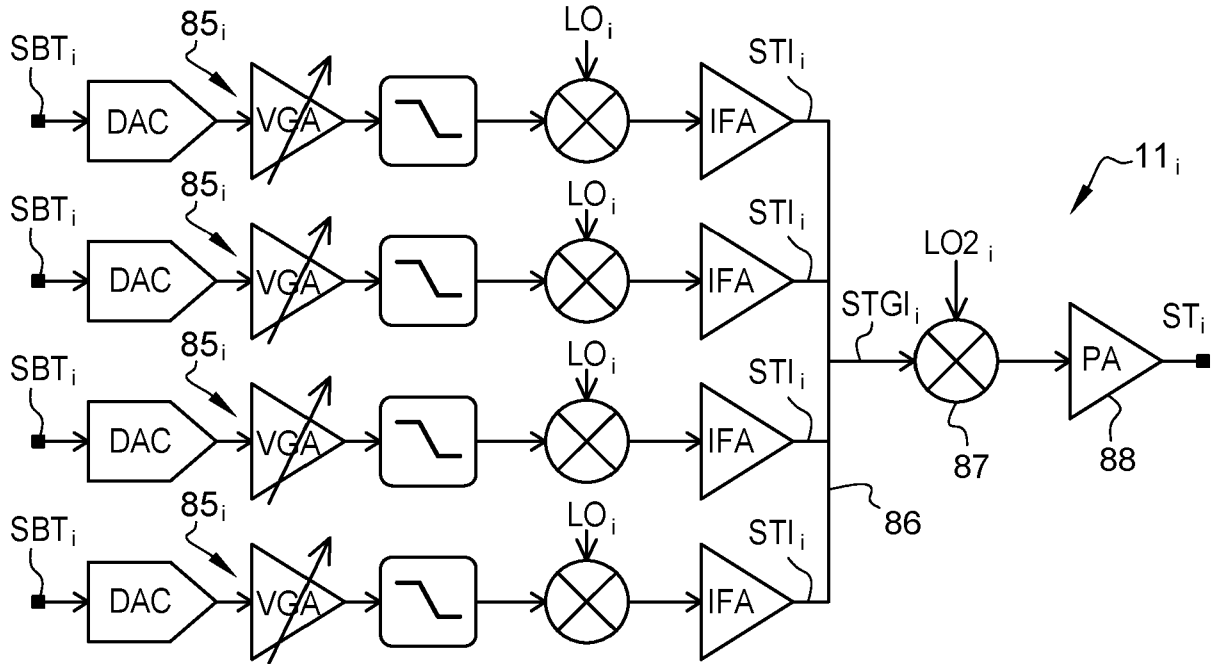 LOi
SBTi 85i STIi
DAC VGA IFA
11i
LOi
SBTi 85i STIi
DAC VGA IFA
LO2i
STGIi STi
PA
LOi
SBTi 85i STIi
DAC VGA IFA
87 88
86
LOi
SBTi 85i STIi
DAC VGA IFA